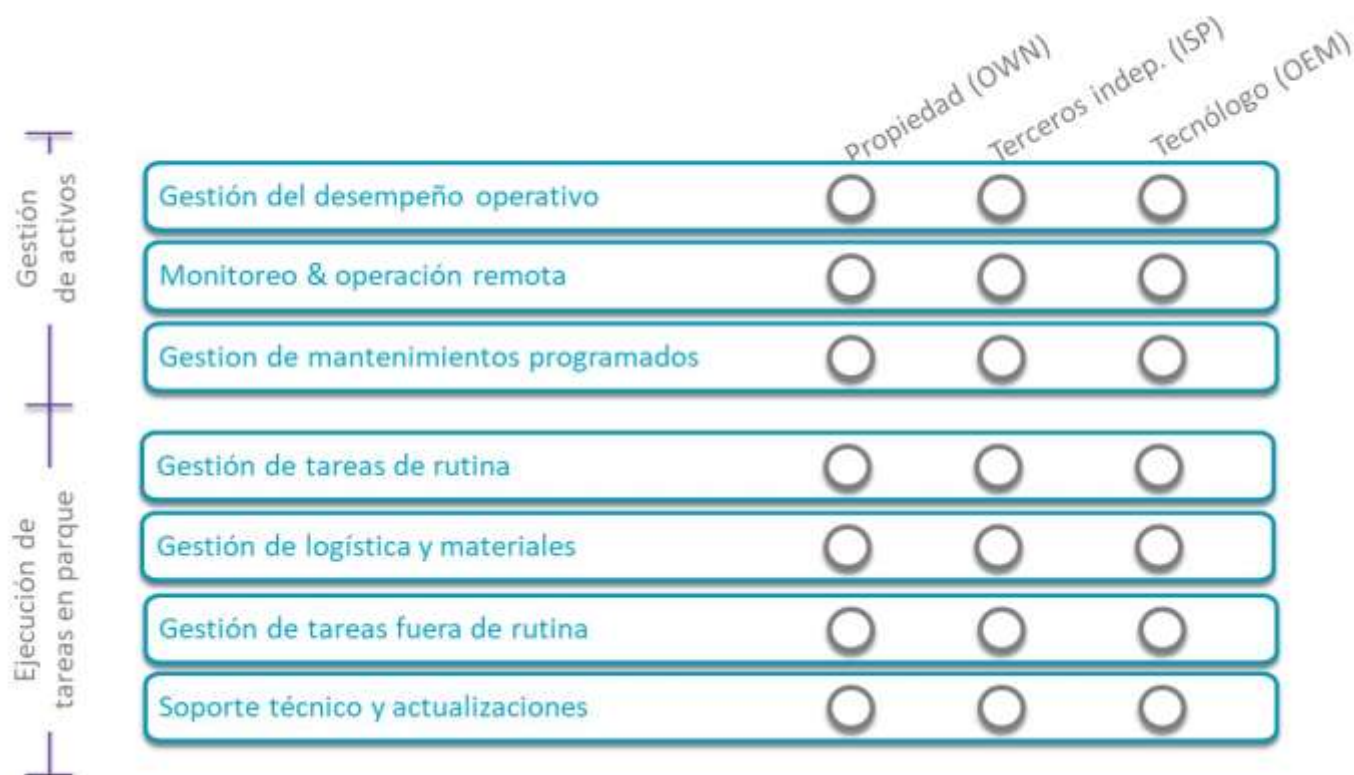 Propiedad (OWN)
Terceros indep. (ISP)
Tecnólogo (OEM)
Gestión
de activos
Gestión del desempeño operativo
Monitoreo & operación remota
Gestion de mantenimientos programados
Ejecución de
tareas en parque
Gestión de tareas de rutina
Gestión de logística y materiales
Gestión de tareas fuera de rutina
Soporte técnico y actualizaciones